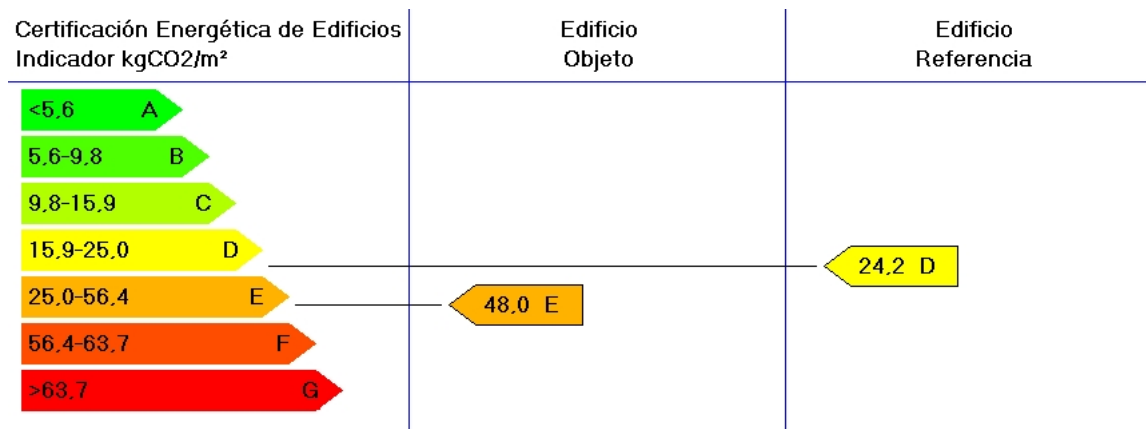 Certificación Energética de Edificios
Indicador kgCO2/m²
Edificio
Objeto
Edificio
Referencia
<5,6 A
5,6-9,8 B
9,8-15,9 C
15,9-25,0 D
24,2 D
25,0-56,4 E
48,0 E
56,4-63,7 F
>63,7 G